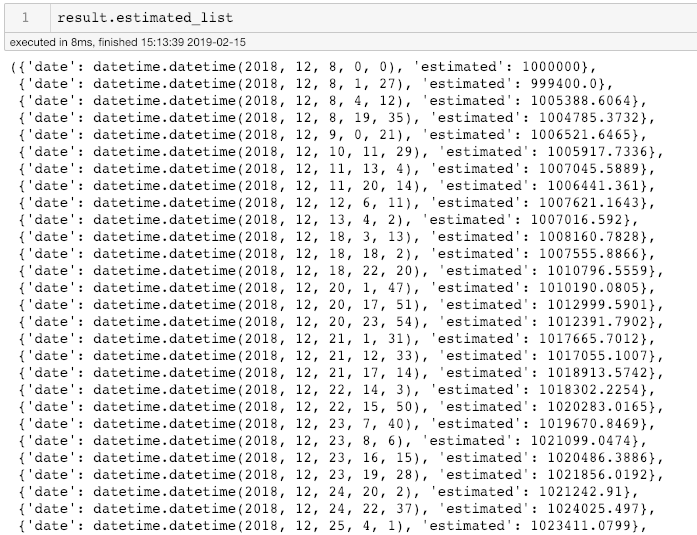 1 result.estimated_list
executed in 8ms, finished 15:13:39 2019-02-15
({'date': datetime.datetime(2018, 12, 8, 0, 0), 'estimated': 1000000},
{'date': datetime.datetime(2018, 12, 8, 1, 27), 'estimated': 999400.0},
{'date': datetime.datetime(2018, 12, 8, 4, 12), 'estimated': 1005388.6064},
{'date': datetime.datetime(2018, 12, 8, 19, 35), 'estimated': 1004785.3732},
{'date': datetime.datetime(2018, 12, 9, 0, 21), 'estimated': 1006521.6465},
{'date': datetime.datetime(2018, 12, 10, 11, 29), 'estimated': 1005917.7336},
{'date': datetime.datetime(2018, 12, 11, 13, 4), 'estimated': 1007045.5889},
{'date': datetime.datetime(2018, 12, 11, 20, 14), 'estimated': 1006441.361},
{'date': datetime.datetime(2018, 12, 12, 6, 11), 'estimated': 1007621.1643},
{'date': datetime.datetime(2018, 12, 13, 4, 2), 'estimated': 1007016.592},
{'date': datetime.datetime(2018, 12, 18, 3, 13), 'estimated': 1008160.7828},
{'date': datetime.datetime(2018, 12, 18, 18, 2), 'estimated': 1007555.8866},
{'date': datetime.datetime(2018, 12, 18, 22, 20), 'estimated': 1010796.5559},
{'date': datetime.datetime(2018, 12, 20, 1, 47), 'estimated': 1010190.0805},
{'date': datetime.datetime(2018, 12, 20, 17, 51), 'estimated': 1012999.5901},
{'date': datetime.datetime(2018, 12, 20, 23, 54), 'estimated': 1012391.7902},
{'date': datetime.datetime(2018, 12, 21, 1, 31), 'estimated': 1017665.7012},
{'date': datetime.datetime(2018, 12, 21, 12, 33), 'estimated': 1017055.1007},
{'date': datetime.datetime(2018, 12, 21, 17, 14), 'estimated': 1018913.5742},
{'date': datetime.datetime(2018, 12, 22, 14, 3), 'estimated': 1018302.2254},
{'date': datetime.datetime(2018, 12, 22, 15, 50), 'estimated': 1020283.0165},
{'date': datetime.datetime(2018, 12, 23, 7, 40), 'estimated': 1019670.8469},
{'date': datetime.datetime(2018, 12, 23, 8, 6), 'estimated': 1021099.0474},
{'date': datetime.datetime(2018, 12, 23, 16, 15), 'estimated': 1020486.3886},
{'date': datetime.datetime(2018, 12, 23, 19, 28), 'estimated': 1021856.0192},
{'date': datetime.datetime(2018, 12, 24, 20, 2), 'estimated': 1021242.91},
{'date': datetime.datetime(2018, 12, 24, 22, 37), 'estimated': 1024025.497},
{'date': datetime.datetime(2018, 12, 25, 4, 1), 'estimated': 1023411.0799},